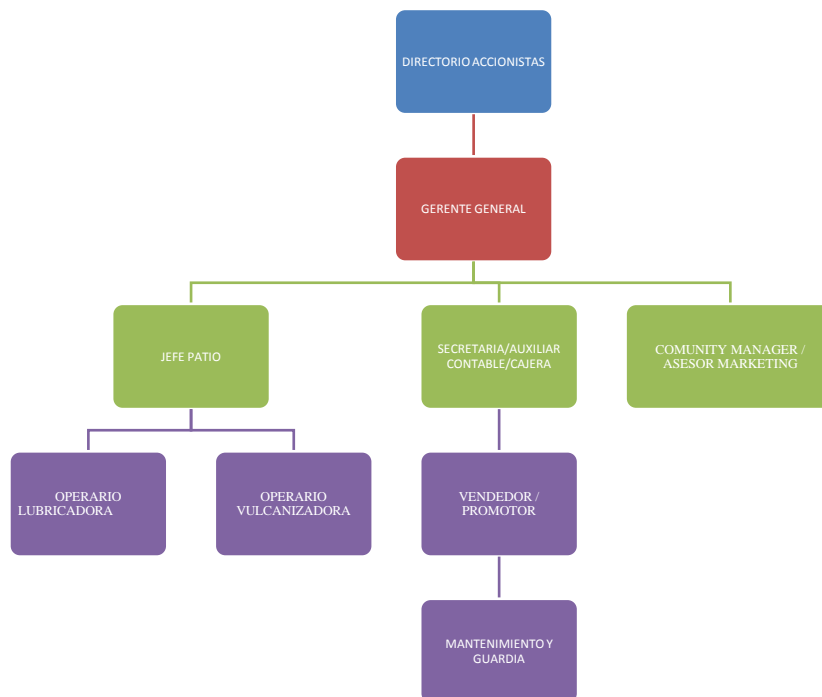 DIRECTORIO ACCIONISTAS
GERENTE GENERAL
JEFE PATIO
SECRETARIA/AUXILIAR
CONTABLE/CAJERA
COMUNITY MANAGER /
ASESOR MARKETING
OPERARIO
LUBRICADORA
OPERARIO
VULCANIZADORA
VENDEDOR /
PROMOTOR
MANTENIMIENTO Y
GUARDIA